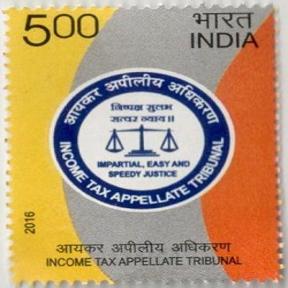 5.00
भारत
INDIA
आयकर अपीलीय अधिकरण
निष्पक्ष सुलभ
सत्वर न्याय॥
IMPARTIAL, EASY AND
SPEEDY JUSTICE
INCOME TAX APPELLATE TRIBUNAL
2016
आयकर अपीलीय अधिकरण
INCOME TAX APPELLATE TRIBUNAL